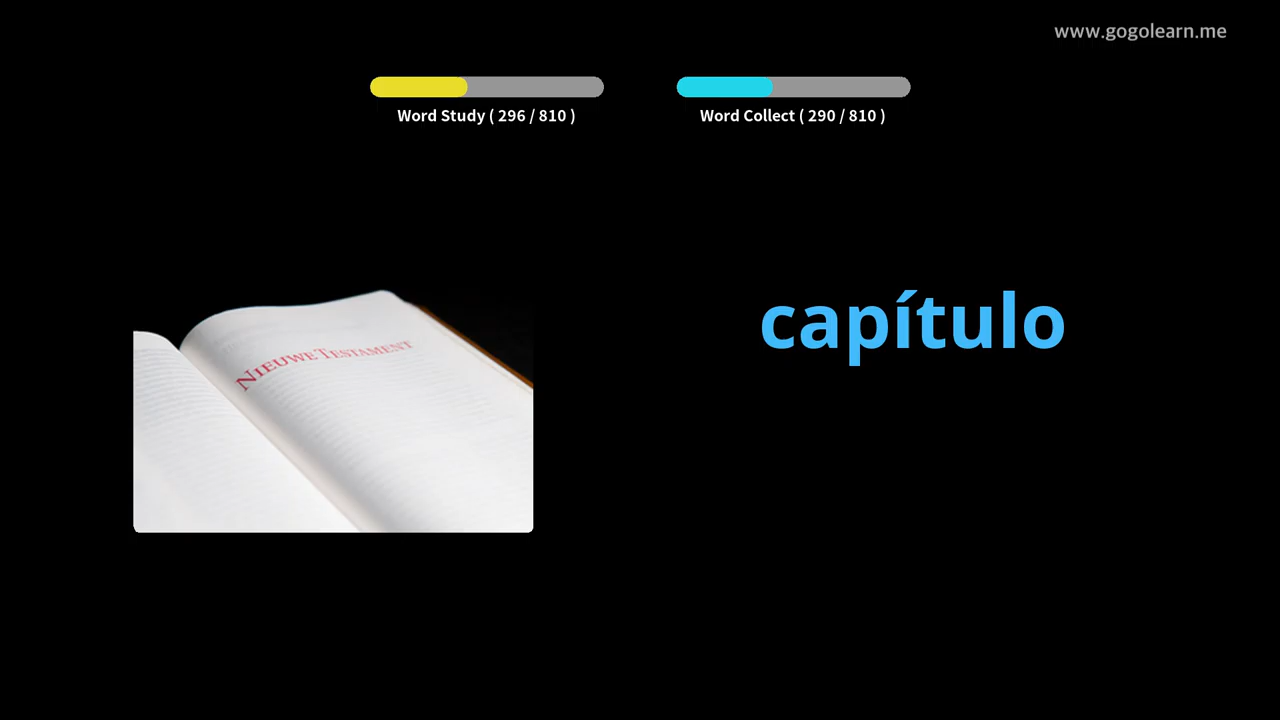 www.gogolearn.me
Word Study ( 296 / 810 )
Word Collect ( 290 / 810 )
capítulo
NIEUWE TESTAMENT